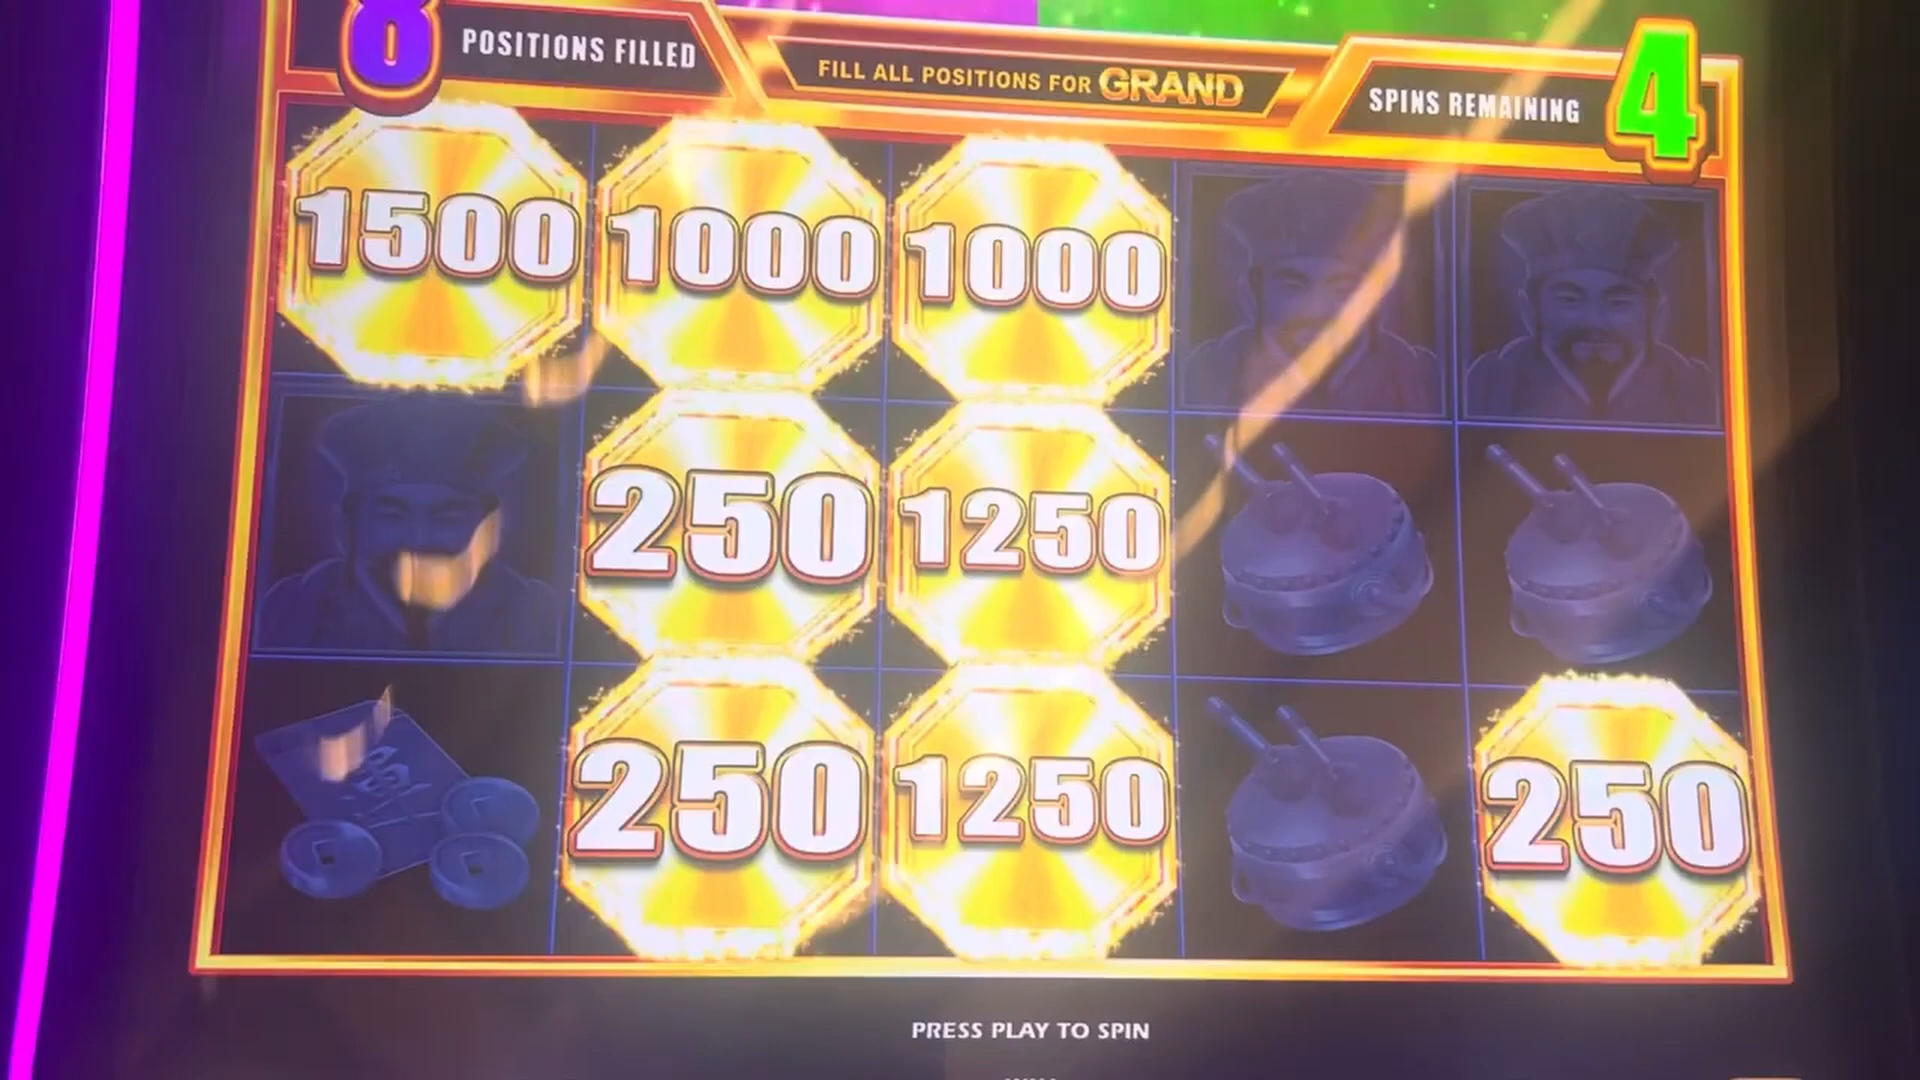 8 POSITIONS FILLED
FILL ALL POSITIONS FOR GRAND
SPINS REMAINING 4
1500 1000 1000
250 1250
250 1250 250
PRESS PLAY TO SPIN